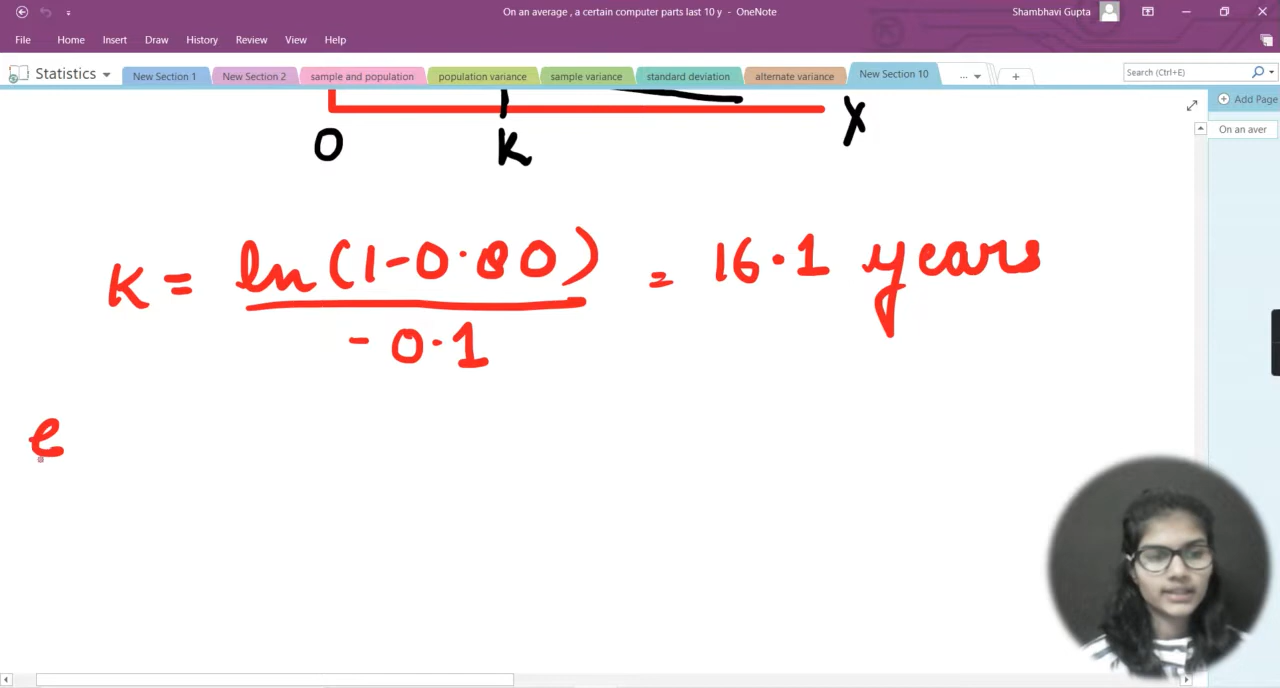 On an average , a certain computer parts last 10 y - OneNote
Shambhavi Gupta
File Home Insert Draw History Review View Help
Statistics
New Section 1 New Section 2 sample and population population variance sample variance standard deviation alternate variance New Section 10 ...
Search (Ctrl+E)
Add Page
On an aver
0 K X
K = ln(1-0.80) / -0.1 = 16.1 years
e